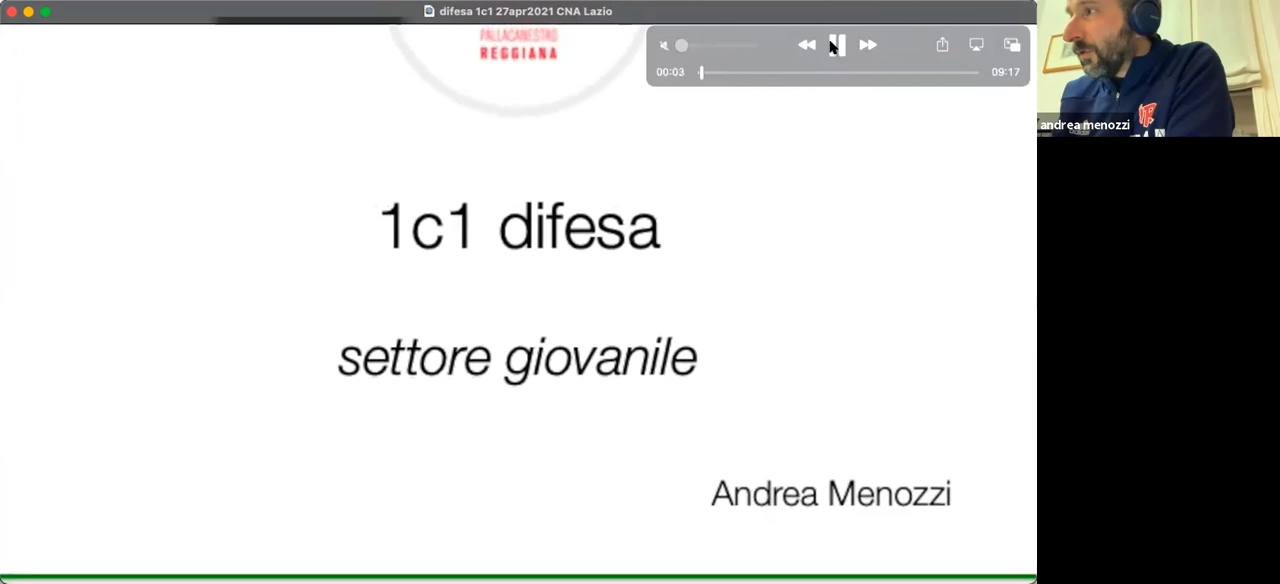 difesa 1c1 27apr2021 CNA Lazio
PALLACANESTRO
REGGIANA
00:03
09:17
1c1 difesa
settore giovanile
Andrea Menozzi
andrea menozzi